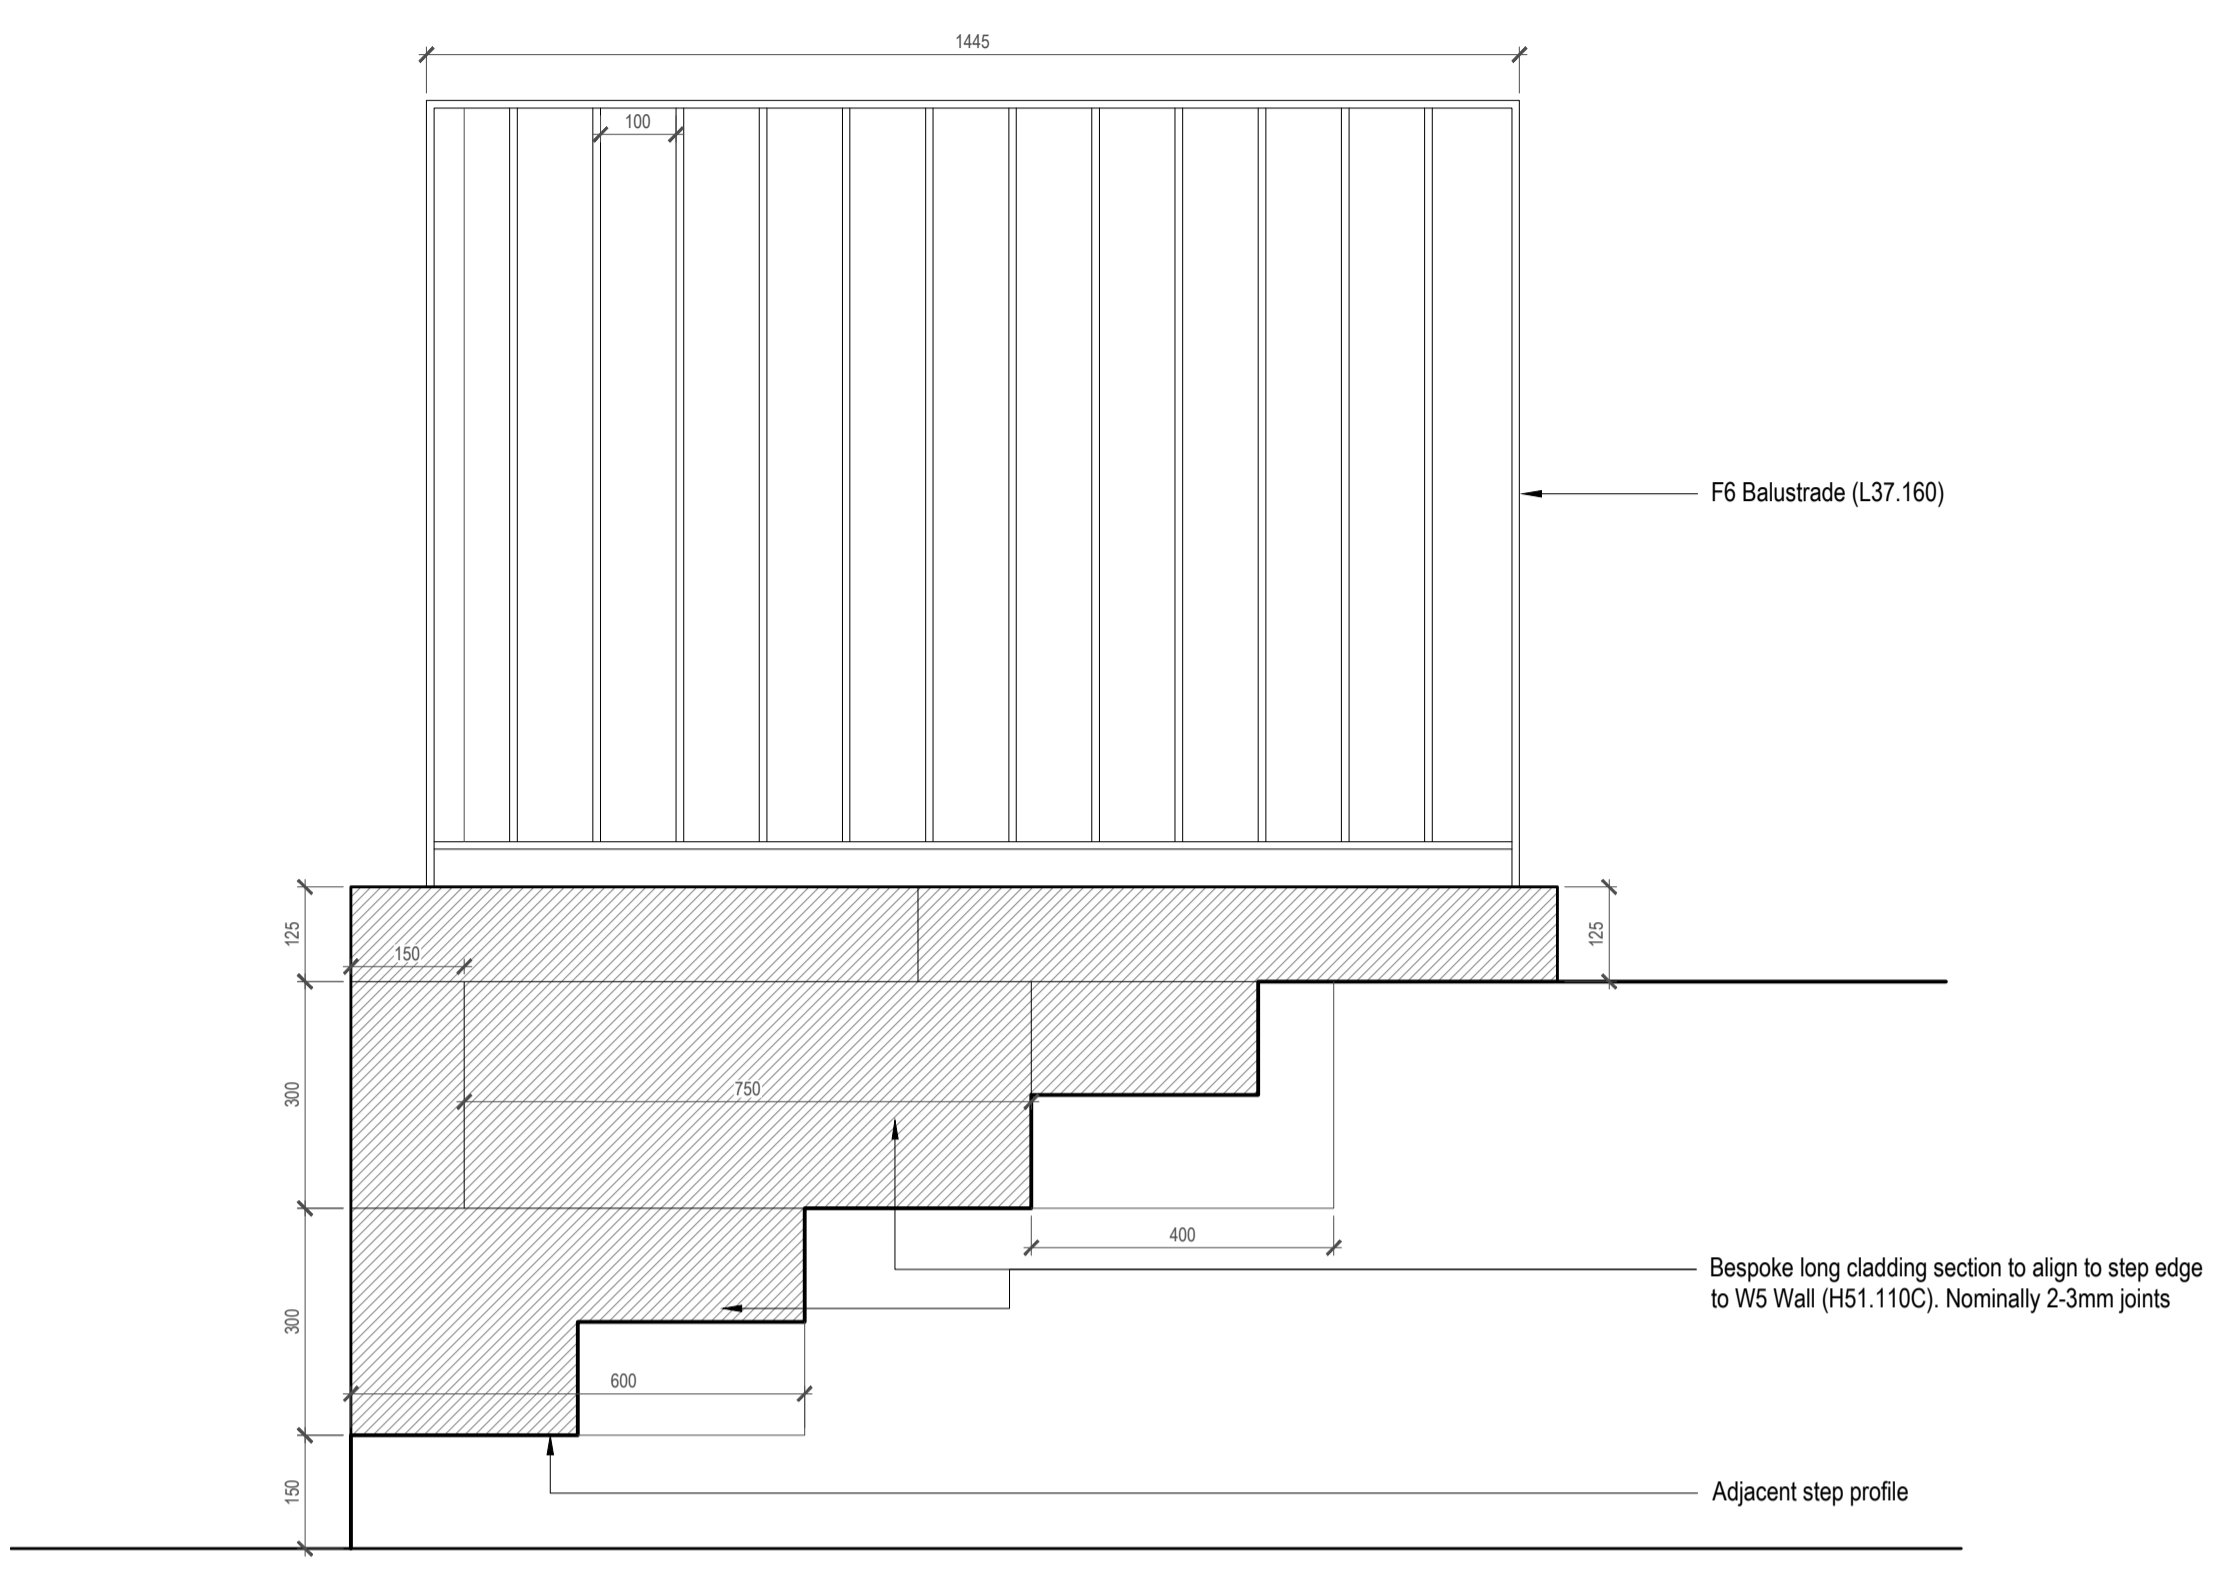 1445
100
F6 Balustrade (L37.160)
125
125
150
300
750
400
Bespoke long cladding section to align to step edge
to W5 Wall (H51.110C). Nominally 2-3mm joints
300
600
150
Adjacent step profile